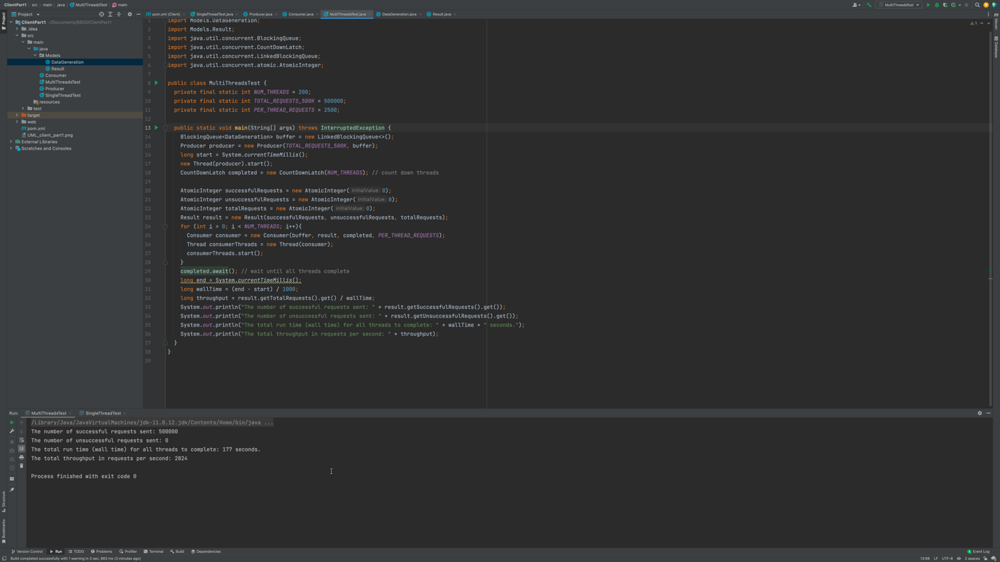 ClientPart1 › src › main › java › MultiThreadsTest › main
MultiThreadsTest
Project
pom.xml (Client)
SingleThreadTest.java
Producer.java
Consumer.java
MultiThreadsTest.java
DataGeneration.java
Result.java
ClientPart1 ~/Documents/6650/ClientPart1
.idea
src
main
java
Models
DataGeneration
Result
Consumer
MultiThreadsTest
Producer
SingleThreadTest
resources
test
target
web
pom.xml
UML_client_part1.png
External Libraries
Scratches and Consoles
1 import Models.DataGeneration;
2 import Models.Result;
3 import java.util.concurrent.BlockingQueue;
4 import java.util.concurrent.CountDownLatch;
5 import java.util.concurrent.LinkedBlockingQueue;
6 import java.util.concurrent.atomic.AtomicInteger;
7
8 public class MultiThreadsTest {
9 private final static int NUM_THREADS = 200;
10 private final static int TOTAL_REQUESTS_500K = 500000;
11 private final static int PER_THREAD_REQUESTS = 2500;
12
13 public static void main(String[] args) throws InterruptedException {
14 BlockingQueue<DataGeneration> buffer = new LinkedBlockingQueue<>();
15 Producer producer = new Producer(TOTAL_REQUESTS_500K, buffer);
16 long start = System.currentTimeMillis();
17 new Thread(producer).start();
18 CountDownLatch completed = new CountDownLatch(NUM_THREADS); // count down threads
19
20 AtomicInteger successfulRequests = new AtomicInteger( initialValue: 0);
21 AtomicInteger unsuccessfulRequests = new AtomicInteger( initialValue: 0);
22 AtomicInteger totalRequests = new AtomicInteger( initialValue: 0);
23 Result result = new Result(successfulRequests, unsuccessfulRequests, totalRequests);
24 for (int i = 0; i < NUM_THREADS; i++){
25 Consumer consumer = new Consumer(buffer, result, completed, PER_THREAD_REQUESTS);
26 Thread consumerThreads = new Thread(consumer);
27 consumerThreads.start();
28 }
29 completed.await(); // wait until all threads complete
30 long end = System.currentTimeMillis();
31 long wallTime = (end - start) / 1000;
32 long throughput = result.getTotalRequests().get() / wallTime;
33 System.out.println("The number of successful requests sent: " + result.getSuccessfulRequests().get());
34 System.out.println("The number of unsuccessful requests sent: " + result.getUnsuccessfulRequests().get());
35 System.out.println("The total run time (wall time) for all threads to complete: " + wallTime + " seconds.");
36 System.out.println("The total throughput in requests per second: " + throughput);
37 }
38 }
39
1
Project
Structure
Bookmarks
Maven
Database
Run: MultiThreadsTest SingleThreadTest
/Library/Java/JavaVirtualMachines/jdk-11.0.12.jdk/Contents/Home/bin/java ...
The number of successful requests sent: 500000
The number of unsuccessful requests sent: 0
The total run time (wall time) for all threads to complete: 177 seconds.
The total throughput in requests per second: 2824
Process finished with exit code 0
Version Control Run TODO Problems Profiler Terminal Build Dependencies
1 Event Log
Build completed successfully with 1 warning in 3 sec, 983 ms (3 minutes ago)
13:66 LF UTF-8 2 spaces